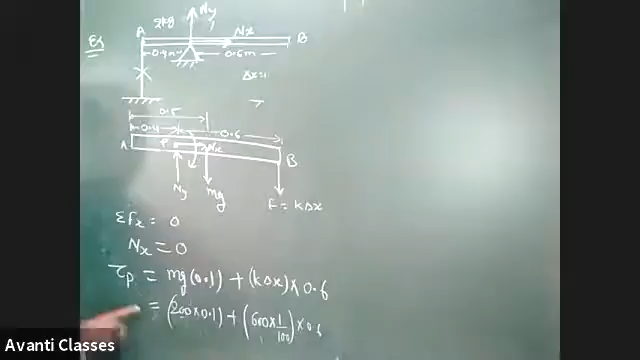 Ex
2kg
Ny
Nx
A
B
0.4m
0.6m
0.5
0.4
0.6
A
P
Nx
B
Ny
mg
F = kΔx
ΣFx = 0
Nx = 0
τp = mg(0.1) + (kΔx) × 0.6
= (200×0.1) + (600×1/100) × 0.6
Avanti Classes